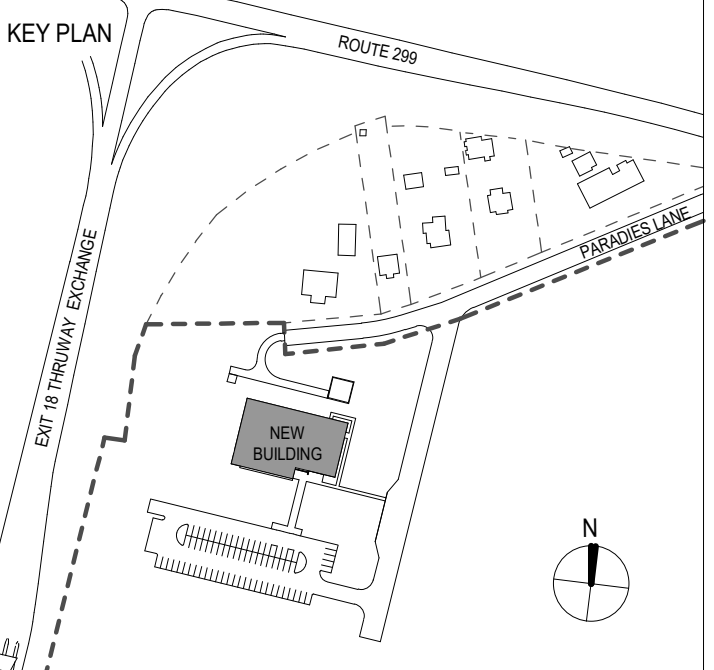 KEY PLAN
ROUTE 299
PARADIES LANE
EXIT 18 THRUWAY EXCHANGE
NEW
BUILDING
N